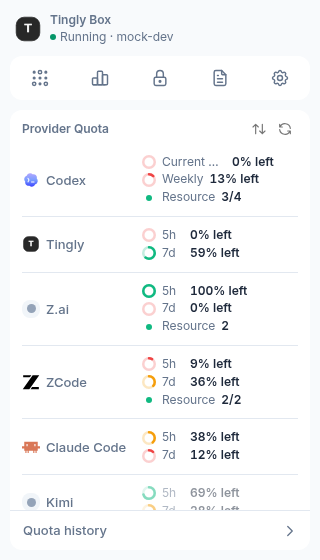 Tingly Box
Running · mock-dev
Provider Quota
Codex
Current ... 0% left
Weekly 13% left
Resource 3/4
Tingly
5h 0% left
7d 59% left
Z.ai
5h 100% left
7d 0% left
Resource 2
ZCode
5h 9% left
7d 36% left
Resource 2/2
Claude Code
5h 38% left
7d 12% left
Kimi
5h 69% left
7d 28% left
Quota history